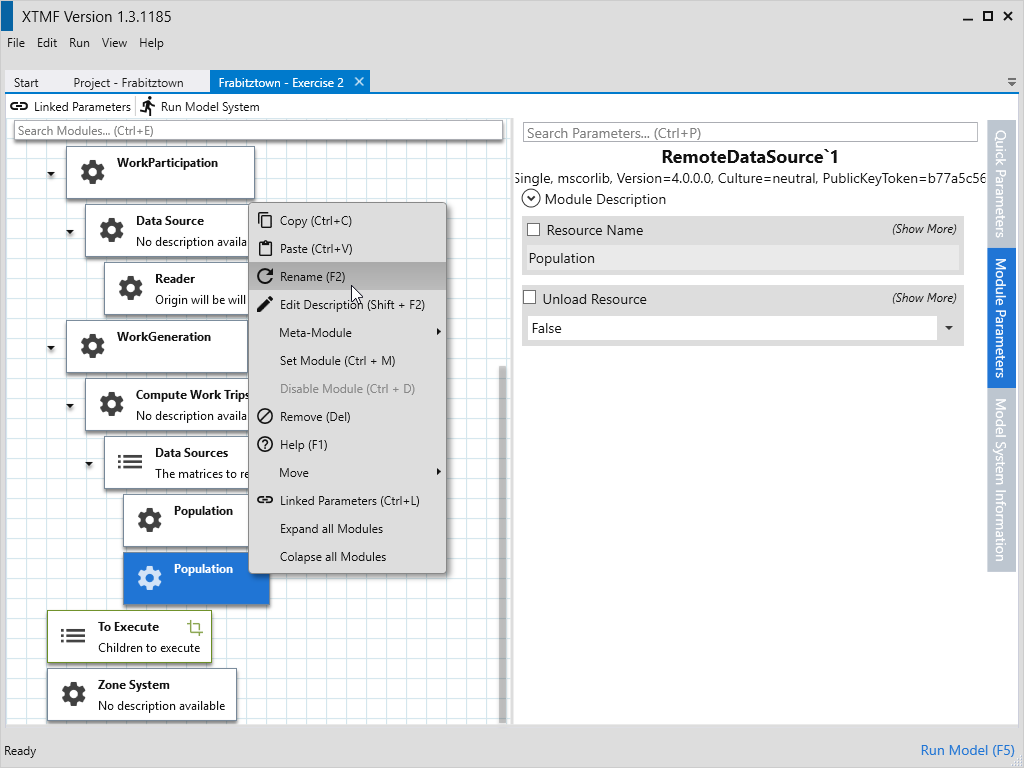 XTMF Version 1.3.1185
File Edit Run View Help
Start Project - Frabitztown Frabitztown - Exercise 2
Linked Parameters Run Model System
Search Modules... (Ctrl+E)
WorkParticipation
Data Source
No description availa
Reader
Origin will be will
WorkGeneration
Compute Work Trips
No description availa
Data Sources
The matrices to re
Population
Population
To Execute
Children to execute
Zone System
No description available
Copy (Ctrl+C)
Paste (Ctrl+V)
Rename (F2)
Edit Description (Shift + F2)
Meta-Module
Set Module (Ctrl + M)
Disable Module (Ctrl + D)
Remove (Del)
Help (F1)
Move
Linked Parameters (Ctrl+L)
Expand all Modules
Colapse all Modules
Search Parameters... (Ctrl+P)
RemoteDataSource`1
Single, mscorlib, Version=4.0.0.0, Culture=neutral, PublicKeyToken=b77a5c56
Module Description
Resource Name (Show More)
Population
Unload Resource (Show More)
False
Quick Parameters
Module Parameters
Model System Information
Ready
Run Model (F5)